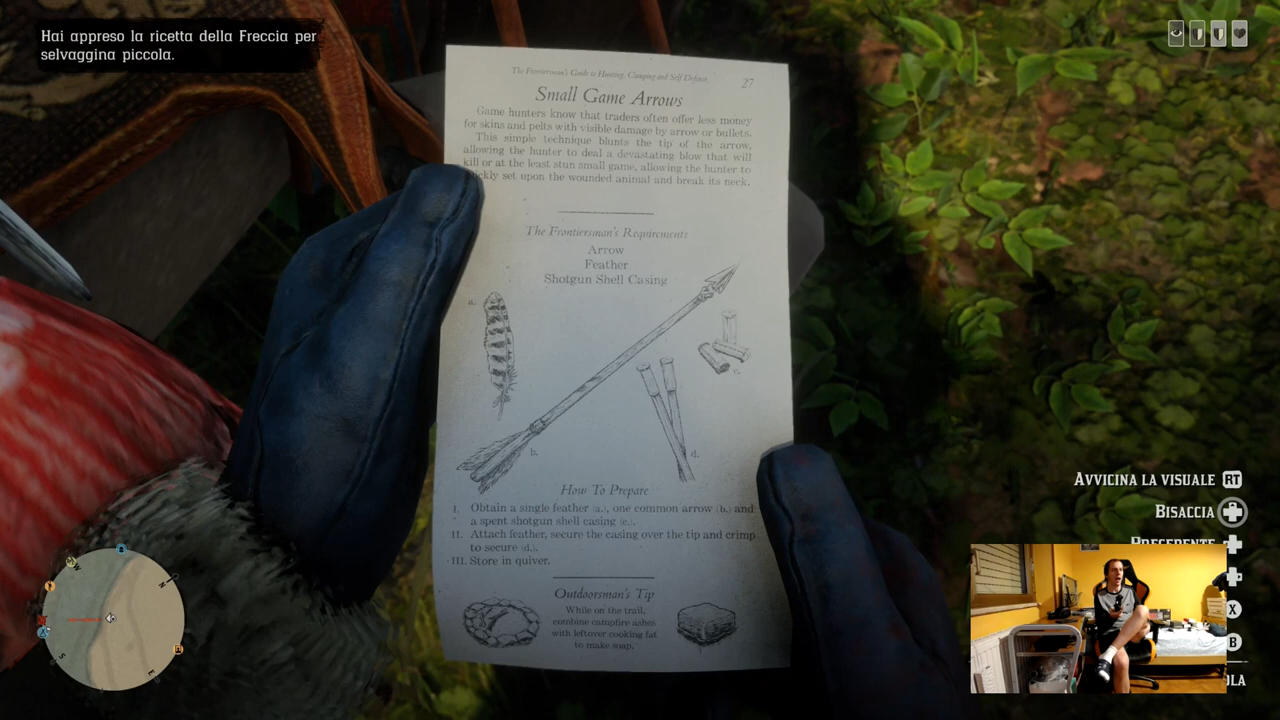 Hai appreso la ricetta della Freccia per
selvaggina piccola.
The Frontiersman's Guide to Hunting, Camping and Self Defense.
27
Small Game Arrows
Game hunters know that traders often offer less money
for skins and pelts with visible damage by arrow or bullets.
This simple technique blunts the tip of the arrow,
allowing the hunter to deal a devastating blow that will
kill or at the least stun small game, allowing the hunter to
set upon the wounded animal and break its neck.
The Frontiersman's Requirements
Arrow
Feather
Shotgun Shell Casing
a.
c.
b.
d.
How To Prepare
I. Obtain a single feather (a.), one common arrow (b.) and
a spent shotgun shell casing (c.).
II. Attach feather, secure the casing over the tip and crimp
to secure (d.).
III. Store in quiver.
Outdoorsman's Tip
While on the trail,
combine campfire ashes
with leftover cooking fat
to make soap.
AVVICINA LA VISUALE RT
BISACCIA
X
B
N
E
S
W